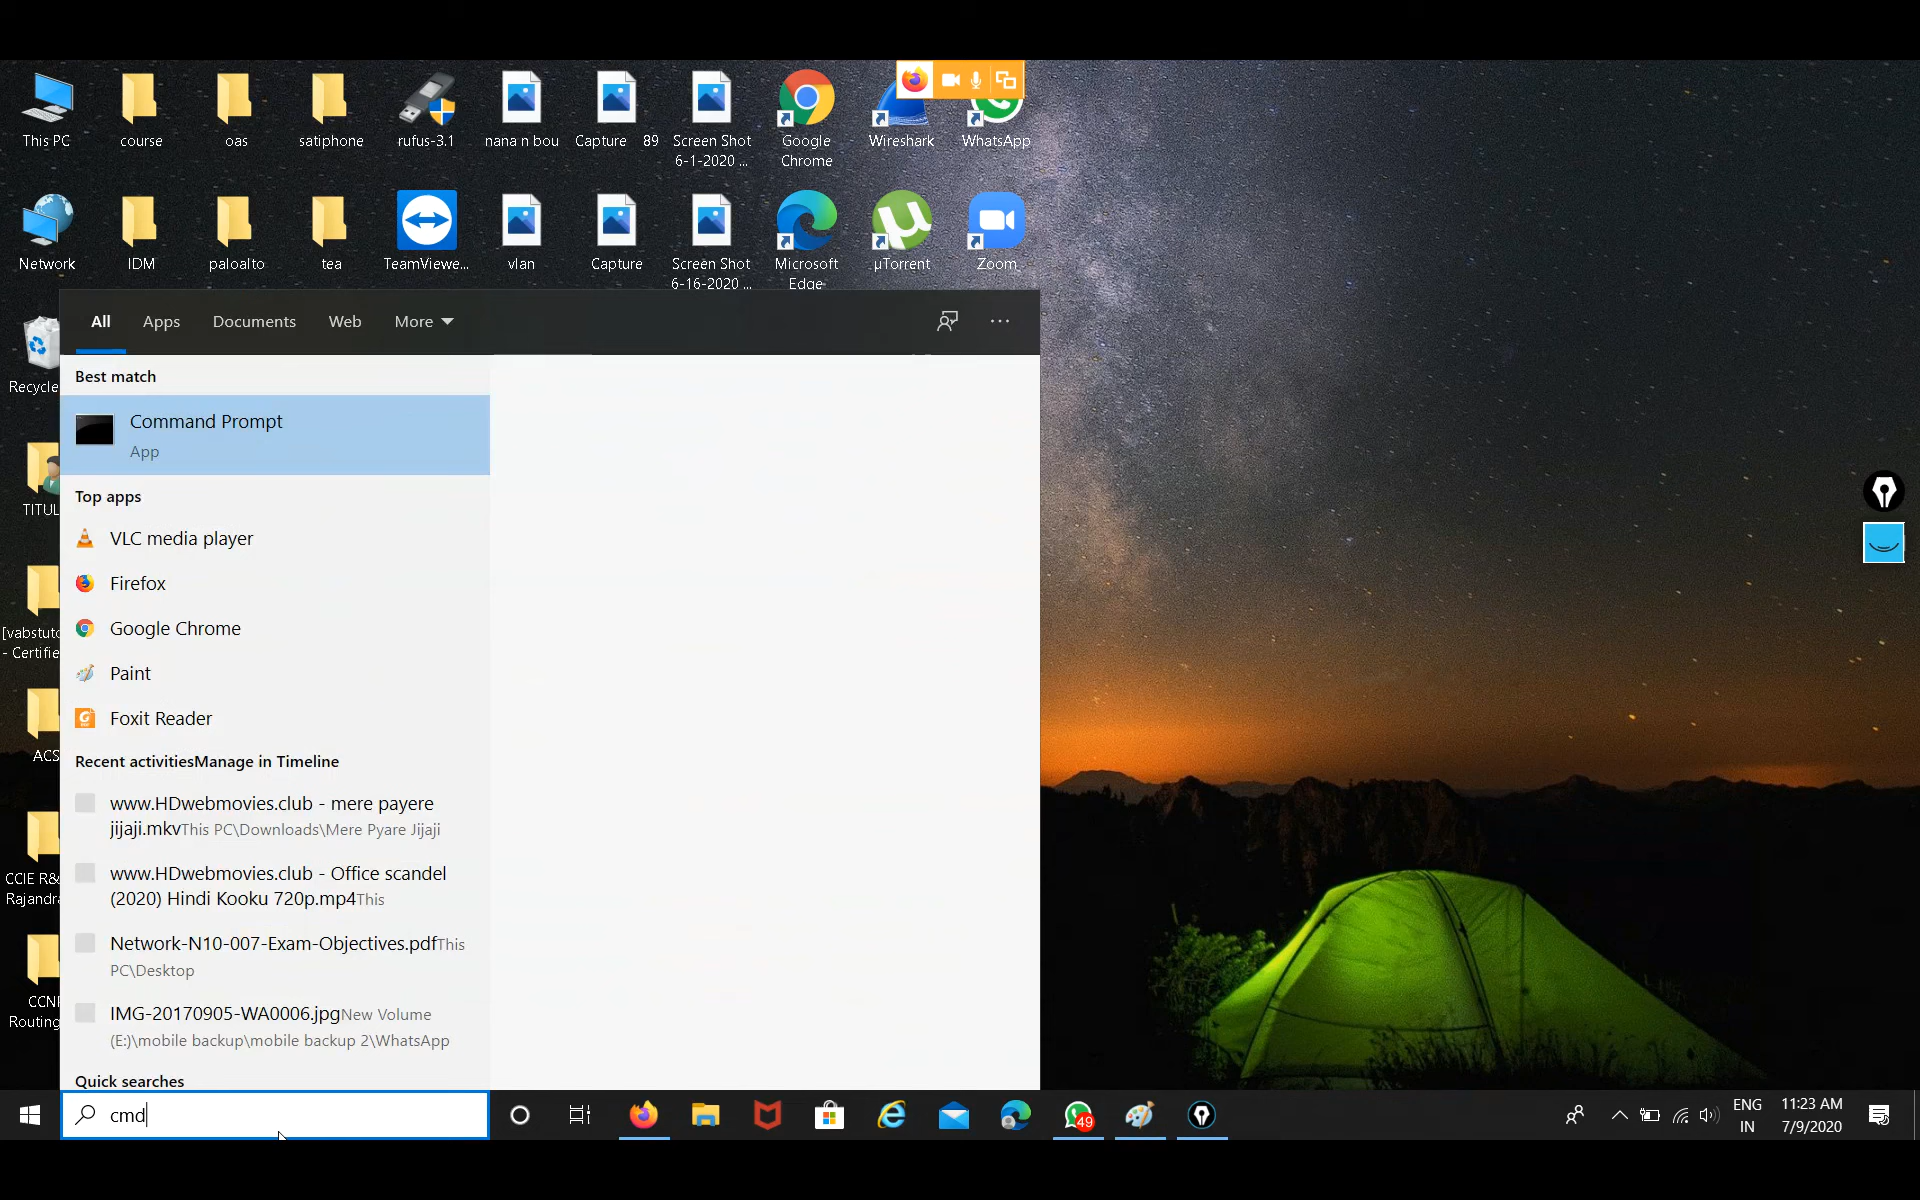 This PC
course
oas
satiphone
rufus-3.1
nana n bou
Capture 89
Screen Shot
6-1-2020 ...
Google
Chrome
Wireshark
WhatsApp
Network
IDM
paloalto
tea
TeamViewe...
vlan
Capture
Screen Shot
6-16-2020 ...
Microsoft
Edge
µTorrent
Zoom
Recycle
TITUL
[vabstuto
- Certifie
ACS
CCIE R&
Rajandra
CCNP
Routing
All
Apps
Documents
Web
More
Best match
Command Prompt
App
Top apps
VLC media player
Firefox
Google Chrome
Paint
Foxit Reader
Recent activitiesManage in Timeline
www.HDwebmovies.club - mere payere
jijaji.mkvThis PC\Downloads\Mere Pyare Jijaji
www.HDwebmovies.club - Office scandel
(2020) Hindi Kooku 720p.mp4This
Network-N10-007-Exam-Objectives.pdfThis
PC\Desktop
IMG-20170905-WA0006.jpgNew Volume
(E:)\mobile backup\mobile backup 2\WhatsApp
Quick searches
cmd
49
ENG
IN
11:23 AM
7/9/2020